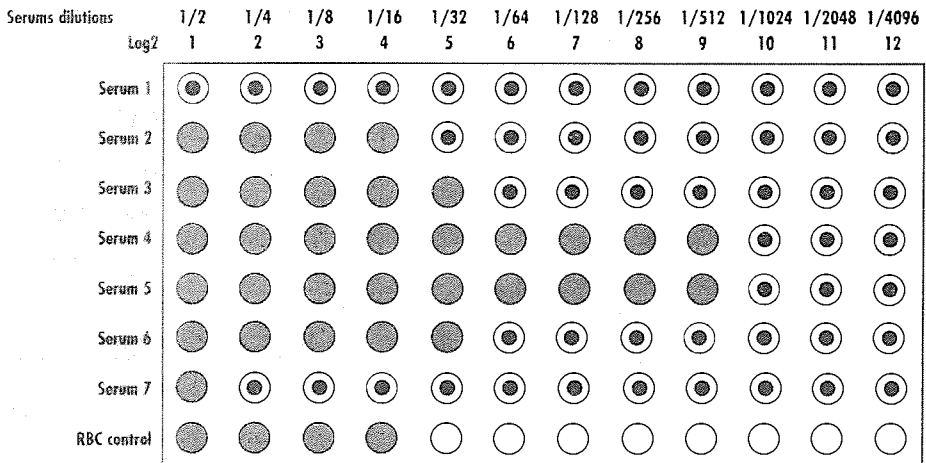 Serums dilutions 1/2 1/4 1/8 1/16 1/32 1/64 1/128 1/256 1/512 1/1024 1/2048 1/4096
Log2 1 2 3 4 5 6 7 8 9 10 11 12
Serum 1
Serum 2
Serum 3
Serum 4
Serum 5
Serum 6
Serum 7
RBC control